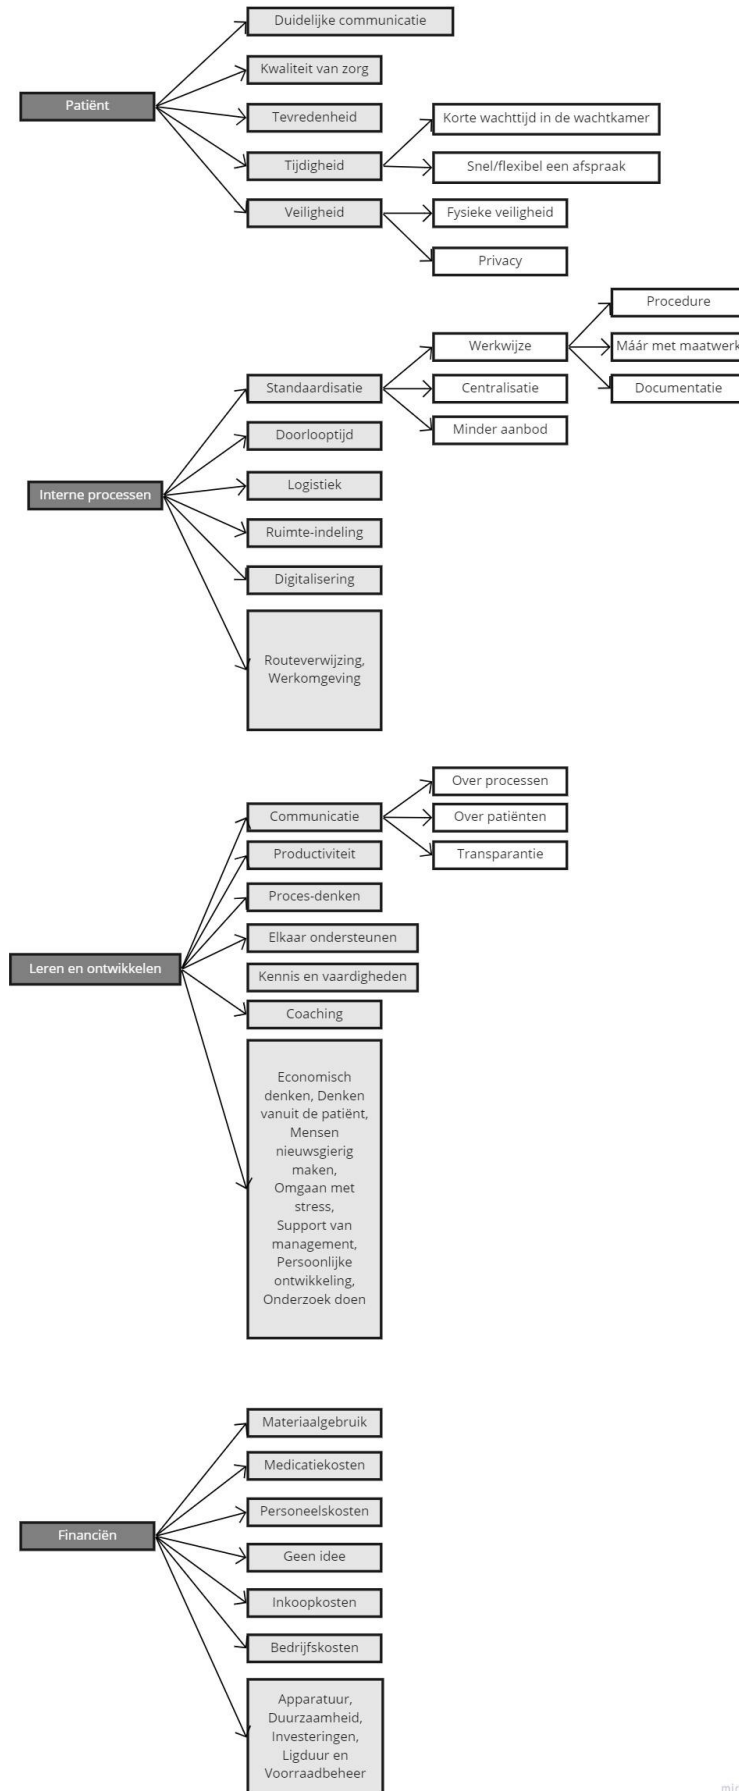 Duidelijke communicatie
Kwaliteit van zorg
Patiënt
Tevredenheid
Korte wachttijd in de wachtkamer
Tijdigheid
Snel/flexibel een afspraak
Veiligheid
Fysieke veiligheid
Privacy
Procedure
Werkwijze
Máár met maatwerk
Standaardisatie
Centralisatie
Documentatie
Minder aanbod
Doorlooptijd
Logistiek
Interne processen
Ruimte-indeling
Digitalisering
Routeverwijzing,
Werkomgeving
Over processen
Communicatie
Over patiënten
Productiviteit
Transparantie
Proces-denken
Elkaar ondersteunen
Leren en ontwikkelen
Kennis en vaardigheden
Coaching
Economisch
denken, Denken
vanuit de patiënt,
Mensen
nieuwsgierig
maken,
Omgaan met
stress,
Support van
management,
Persoonlijke
ontwikkeling,
Onderzoek doen
Materiaalgebruik
Medicatiekosten
Personeelskosten
Financiën
Geen idee
Inkoopkosten
Bedrijfskosten
Apparatuur,
Duurzaamheid,
Investeringen,
Ligduur en
Voorraadbeheer